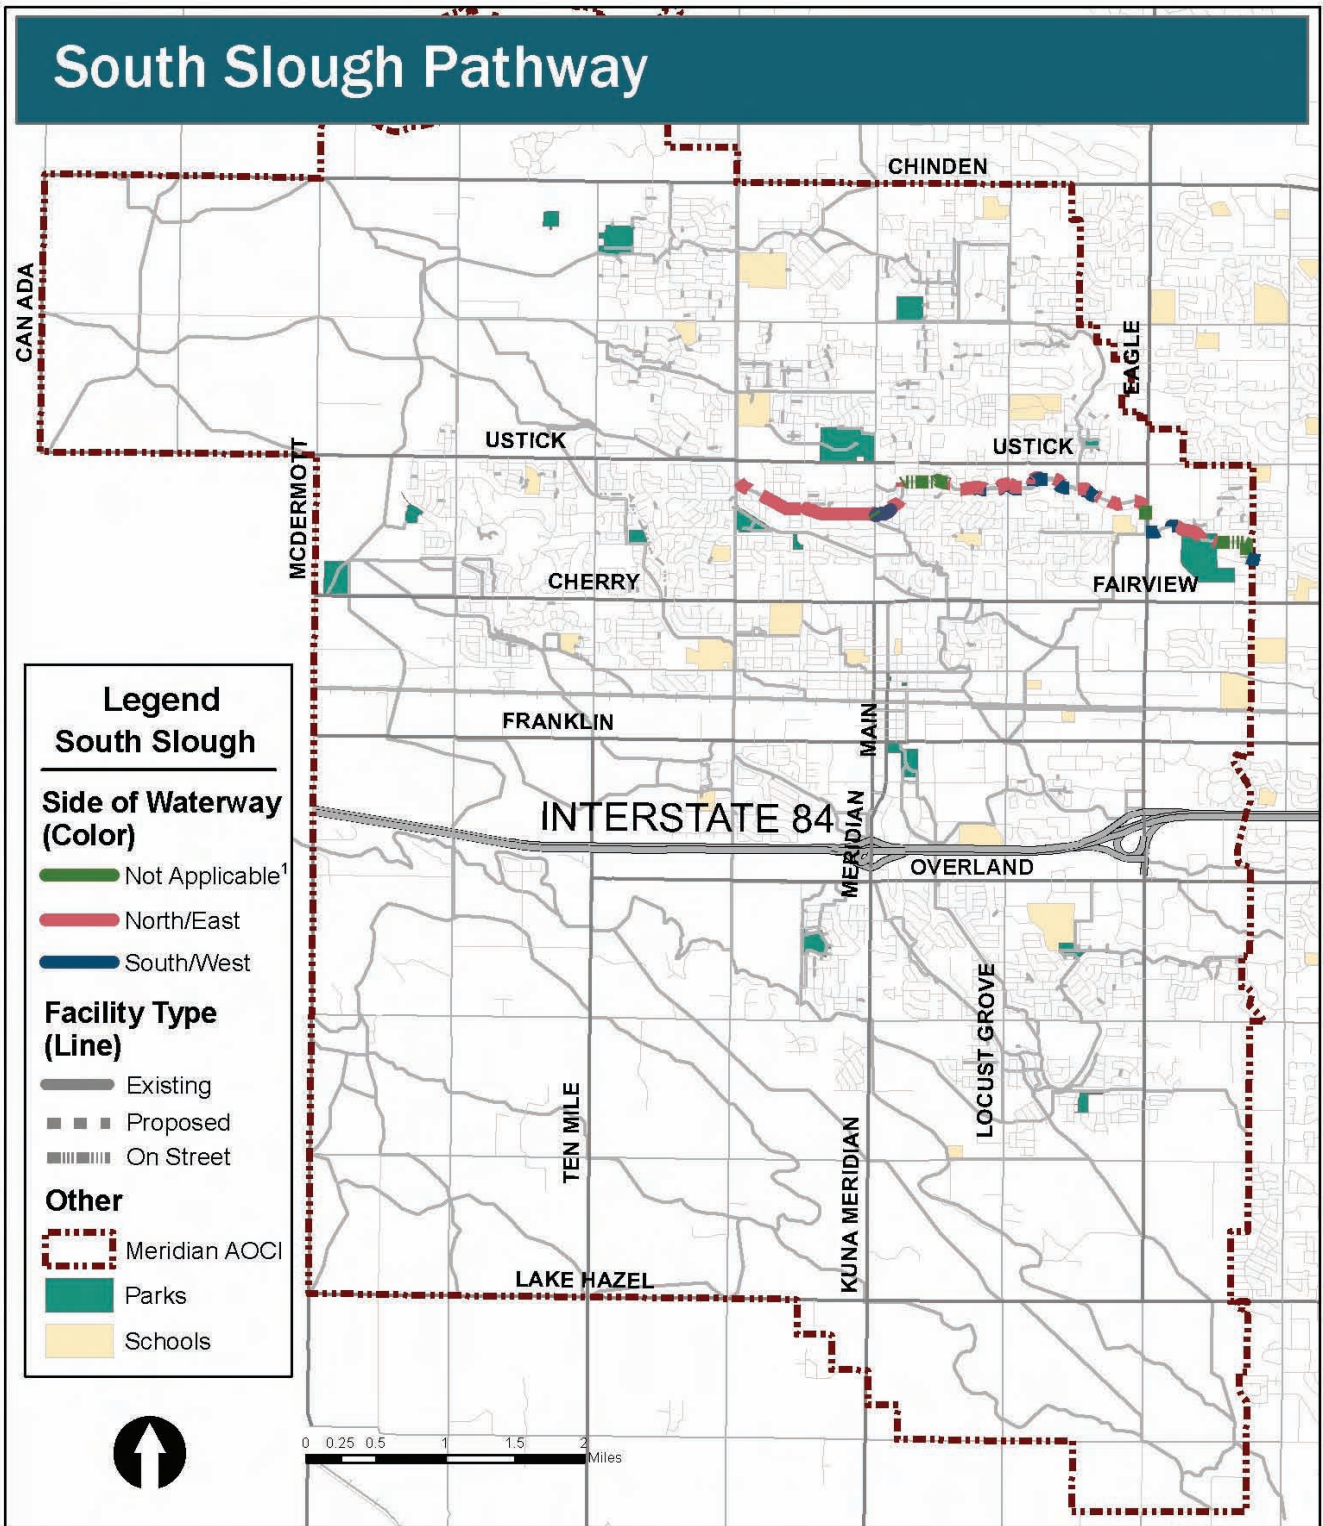 South Slough Pathway
CHINDEN
CAN ADA
EAGLE
USTICK
USTICK
MCDERMOTT
CHERRY
FAIRVIEW
FRANKLIN
MAIN
INTERSTATE 84
MERIDIAN
OVERLAND
LOCUST GROVE
TEN MILE
KUNA MERIDIAN
LAKE HAZEL
Legend
South Slough
Side of Waterway
(Color)
Not Applicable¹
North/East
South/West
Facility Type
(Line)
Existing
Proposed
On Street
Other
Meridian AOCI
Parks
Schools
0 0.25 0.5 1 1.5 2
Miles